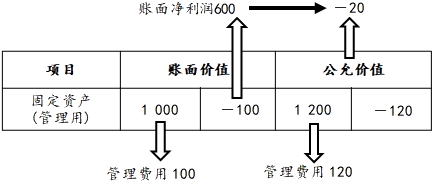 账面净利润600 －20
项目 账面价值 公允价值
固定资产
(管理用) 1 000 －100 1 200 －120
管理费用100 管理费用120